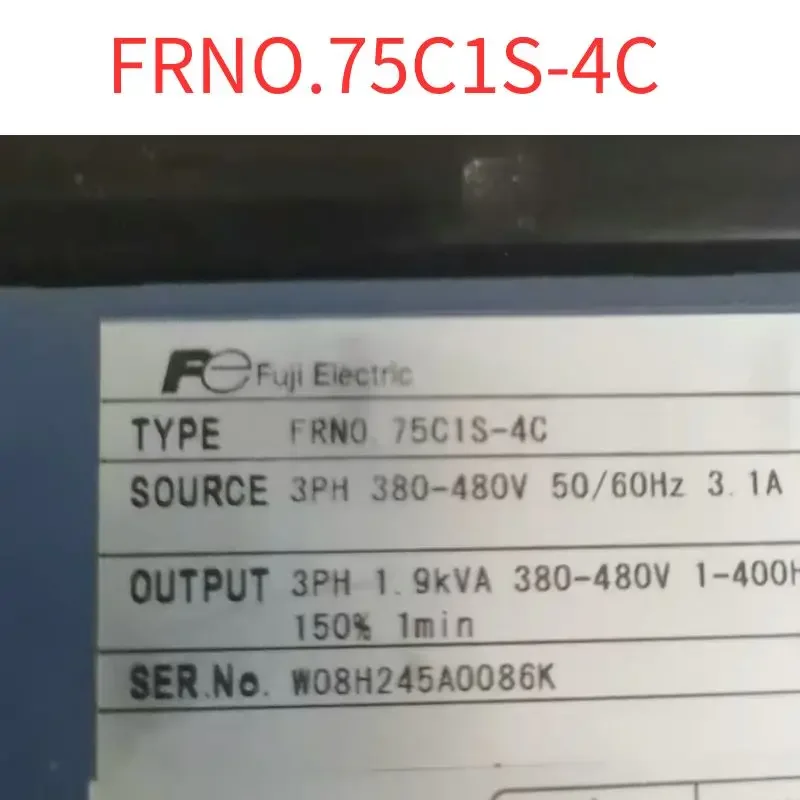 FRNO.75C1S-4C
Fe Fuji Electric
TYPE FRN0.75C1S-4C
SOURCE 3PH 380-480V 50/60Hz 3.1A
OUTPUT 3PH 1.9kVA 380-480V 1-400H
150% 1min
SER.No. W08H245A0086K